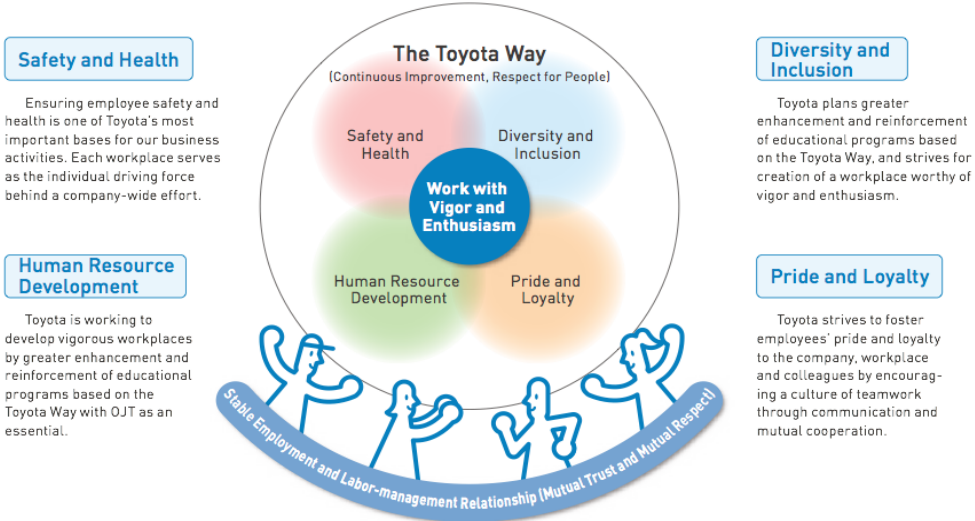 Safety and Health
Ensuring employee safety and
health is one of Toyota's most
important bases for our business
activities. Each workplace serves
as the individual driving force
behind a company-wide effort.
Human Resource
Development
Toyota is working to
develop vigorous workplaces
by greater enhancement and
reinforcement of educational
programs based on the
Toyota Way with OJT as an
essential.
The Toyota Way
(Continuous Improvement, Respect for People)
Safety and
Health
Diversity and
Inclusion
Work with
Vigor and
Enthusiasm
Human Resource
Development
Pride and
Loyalty
Stable Employment and Labor-management Relationship (Mutual Trust and Mutual Respect)
Diversity and
Inclusion
Toyota plans greater
enhancement and reinforcement
of educational programs based
on the Toyota Way, and strives for
creation of a workplace worthy of
vigor and enthusiasm.
Pride and Loyalty
Toyota strives to foster
employees' pride and loyalty
to the company, workplace
and colleagues by encourag-
ing a culture of teamwork
through communication and
mutual cooperation.